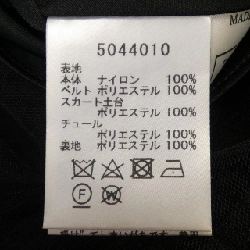 5044010
表地
本体 ナイロン 100%
ベルト ポリエステル 100%
スカート土台
ポリエステル 100%
チュール
ポリエステル 100%
裏地 ポリエステル 100%
F
W
MADE